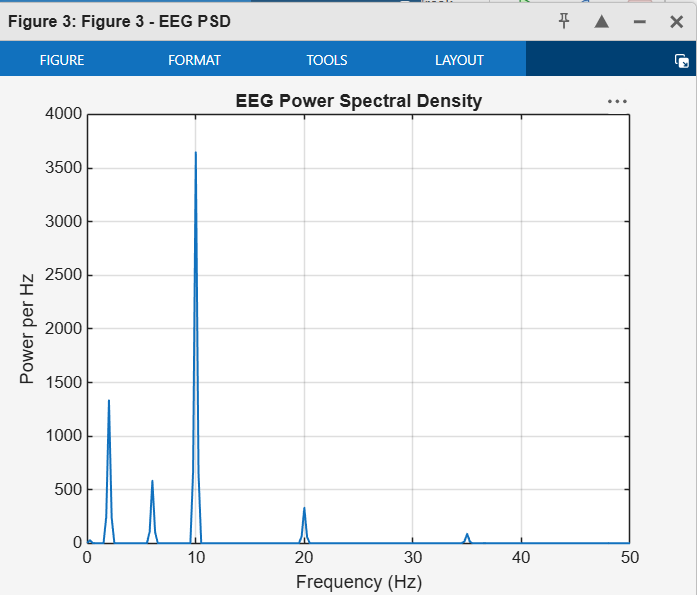 Figure 3: Figure 3 - EEG PSD
FIGURE FORMAT TOOLS LAYOUT
EEG Power Spectral Density
4000
3500
3000
2500
2000
1500
1000
500
0
Power per Hz
0 10 20 30 40 50
Frequency (Hz)